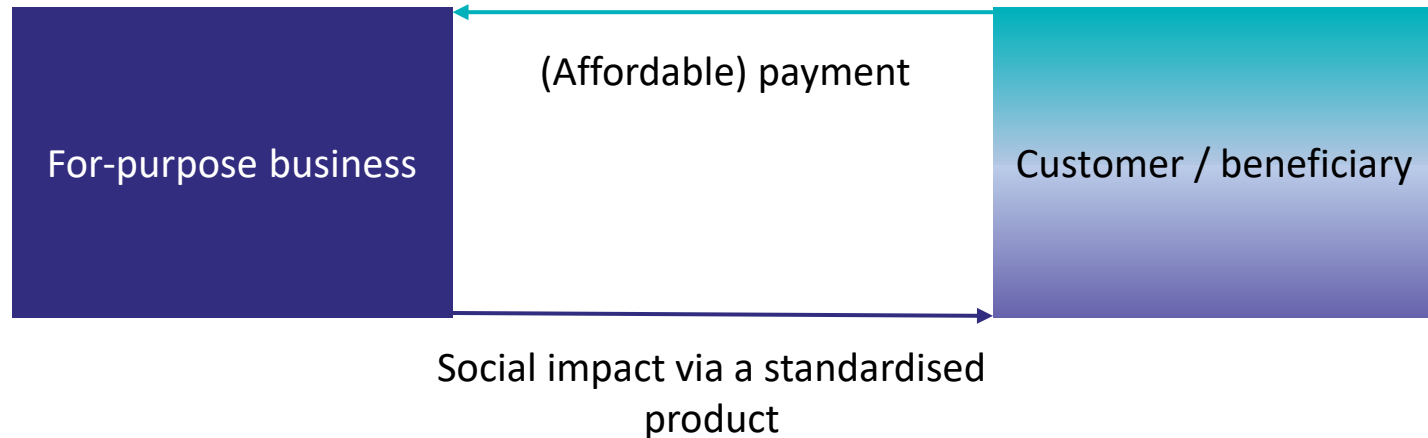 (Affordable) payment
For-purpose business
Customer / beneficiary
Social impact via a standardised
product